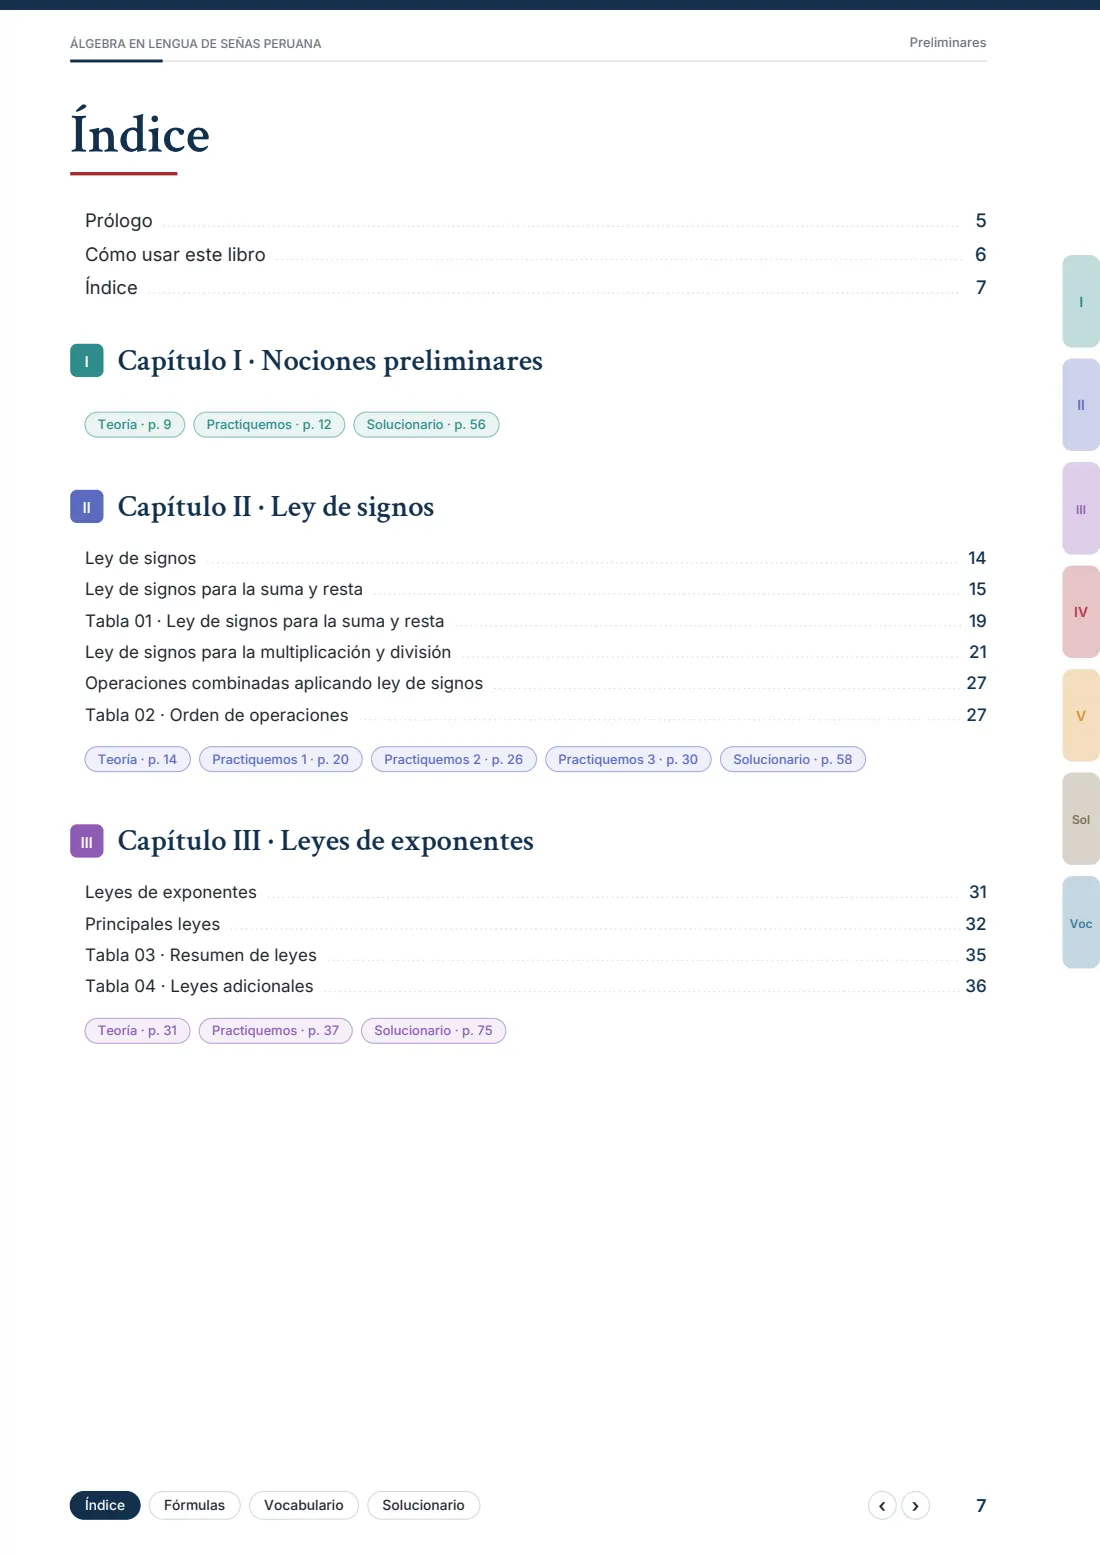 ÁLGEBRA EN LENGUA DE SEÑAS PERUANA Preliminares
Índice
Prólogo 5
Cómo usar este libro 6
Índice 7
I Capítulo I · Nociones preliminares
Teoría · p. 9 Practiquemos · p. 12 Solucionario · p. 56
II Capítulo II · Ley de signos
Ley de signos 14
Ley de signos para la suma y resta 15
Tabla 01 · Ley de signos para la suma y resta 19
Ley de signos para la multiplicación y división 21
Operaciones combinadas aplicando ley de signos 27
Tabla 02 · Orden de operaciones 27
Teoría · p. 14 Practiquemos 1 · p. 20 Practiquemos 2 · p. 26 Practiquemos 3 · p. 30 Solucionario · p. 58
III Capítulo III · Leyes de exponentes
Leyes de exponentes 31
Principales leyes 32
Tabla 03 · Resumen de leyes 35
Tabla 04 · Leyes adicionales 36
Teoría · p. 31 Practiquemos · p. 37 Solucionario · p. 75
I
II
III
IV
V
Sol
Voc
Índice Fórmulas Vocabulario Solucionario ‹ › 7